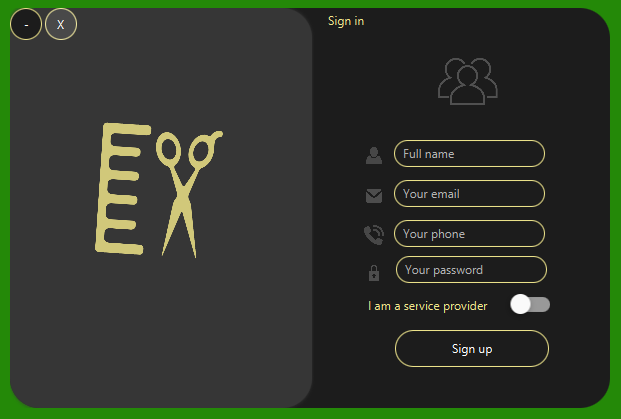 -
X
Sign in
Full name
Your email
Your phone
Your password
I am a service provider
Sign up